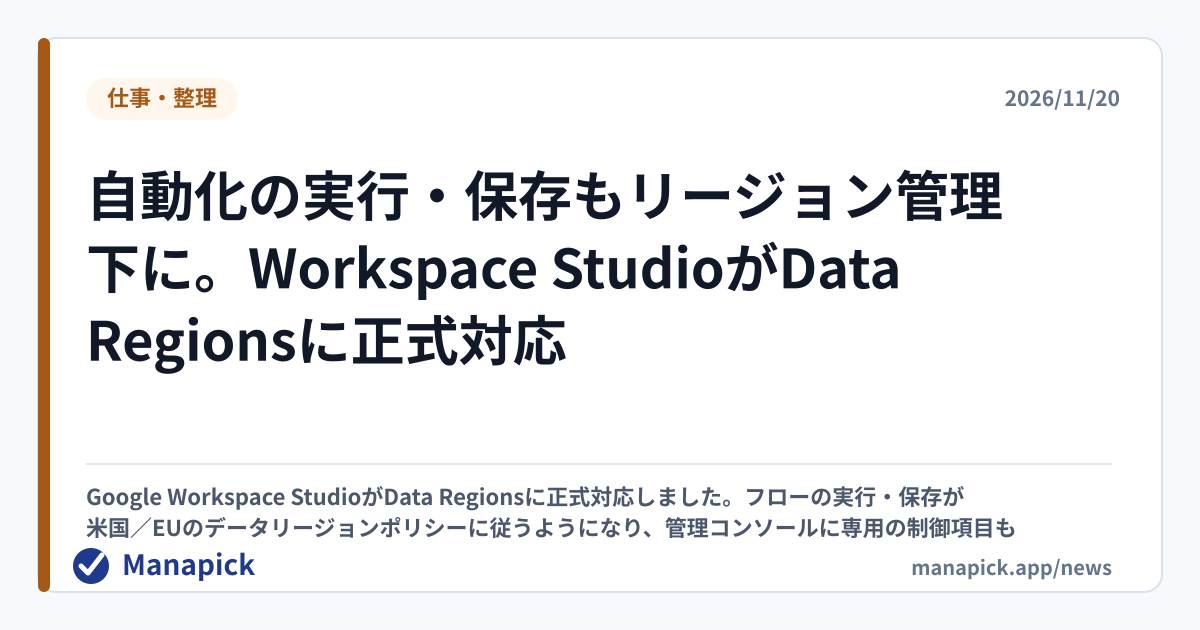 仕事・整理
2026/11/20
自動化の実行・保存もリージョン管理
下に。Workspace StudioがData
Regionsに正式対応
Google Workspace StudioがData Regionsに正式対応しました。フローの実行・保存が
米国／EUのデータリージョンポリシーに従うようになり、管理コンソールに専用の制御項目も
Manapick
manapick.app/news